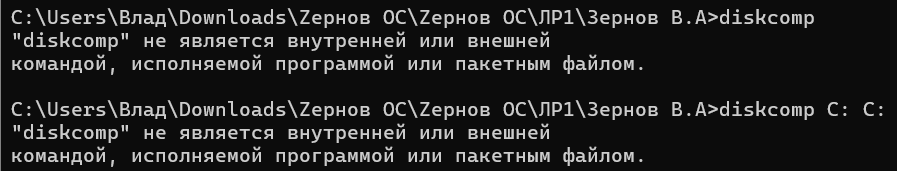 C:\Users\Влад\Downloads\Zернов ОС\Zернов ОС\ЛР1\Зернов В.А>diskcomp
"diskcomp" не является внутренней или внешней
командой, исполняемой программой или пакетным файлом.
C:\Users\Влад\Downloads\Zернов ОС\Zернов ОС\ЛР1\Зернов В.А>diskcomp C: C:
"diskcomp" не является внутренней или внешней
командой, исполняемой программой или пакетным файлом.